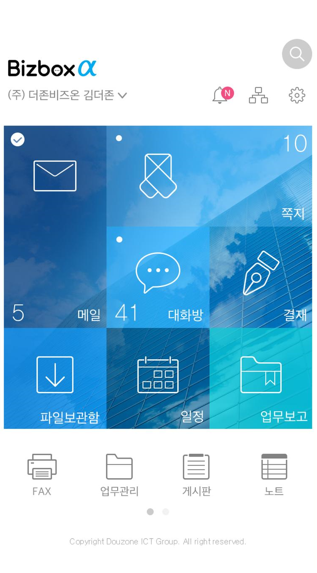 Bizbox α
(주) 더존비즈온 김더존
N
10
쪽지
5 메일
41 대화방
결재
파일보관함
일정
업무보고
FAX 업무관리 게시판 노트
Copyright Douzone ICT Group. All right reserved.